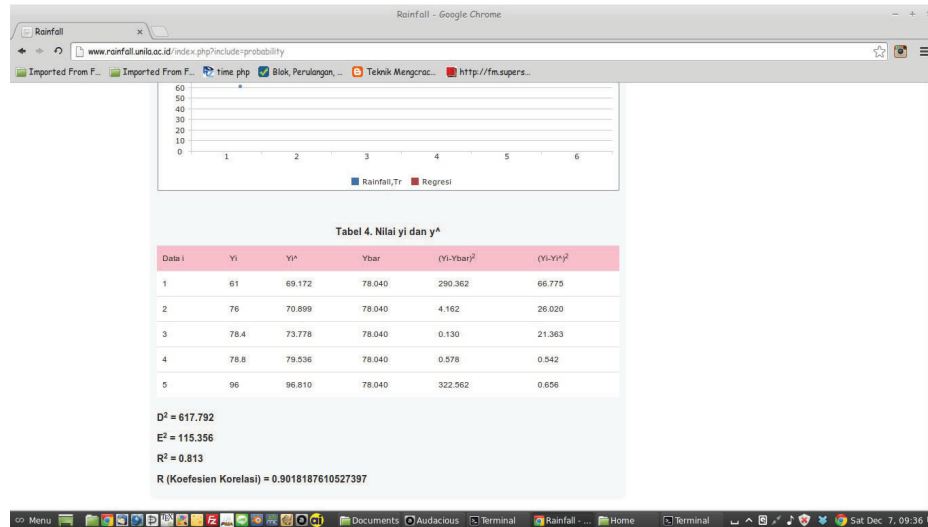 Rainfall - Google Chrome
Rainfall ×
www.rainfall.unila.ac.id/index.php?include=probability
Imported From F... Imported From F... time php Blok, Perulangan, ... Teknik Mengcrac... http://fm.supers...
60
50
40
30
20
10
0
1 2 3 4 5 6
Rainfall,Tr Regresi
Tabel 4. Nilai yi dan y^
Data i Yi Yi^ Ybar (Yi-Ybar)² (Yi-Yi^)²
1 61 69.172 78.040 290.362 66.775
2 76 70.899 78.040 4.162 26.020
3 78.4 73.778 78.040 0.130 21.363
4 78.8 79.536 78.040 0.578 0.542
5 96 96.810 78.040 322.562 0.656
D² = 617.792
E² = 115.356
R² = 0.813
R (Koefesien Korelasi) = 0.9018187610527397
Menu Documents Audacious Terminal Rainfall - ... Home Terminal Sat Dec 7, 09:36